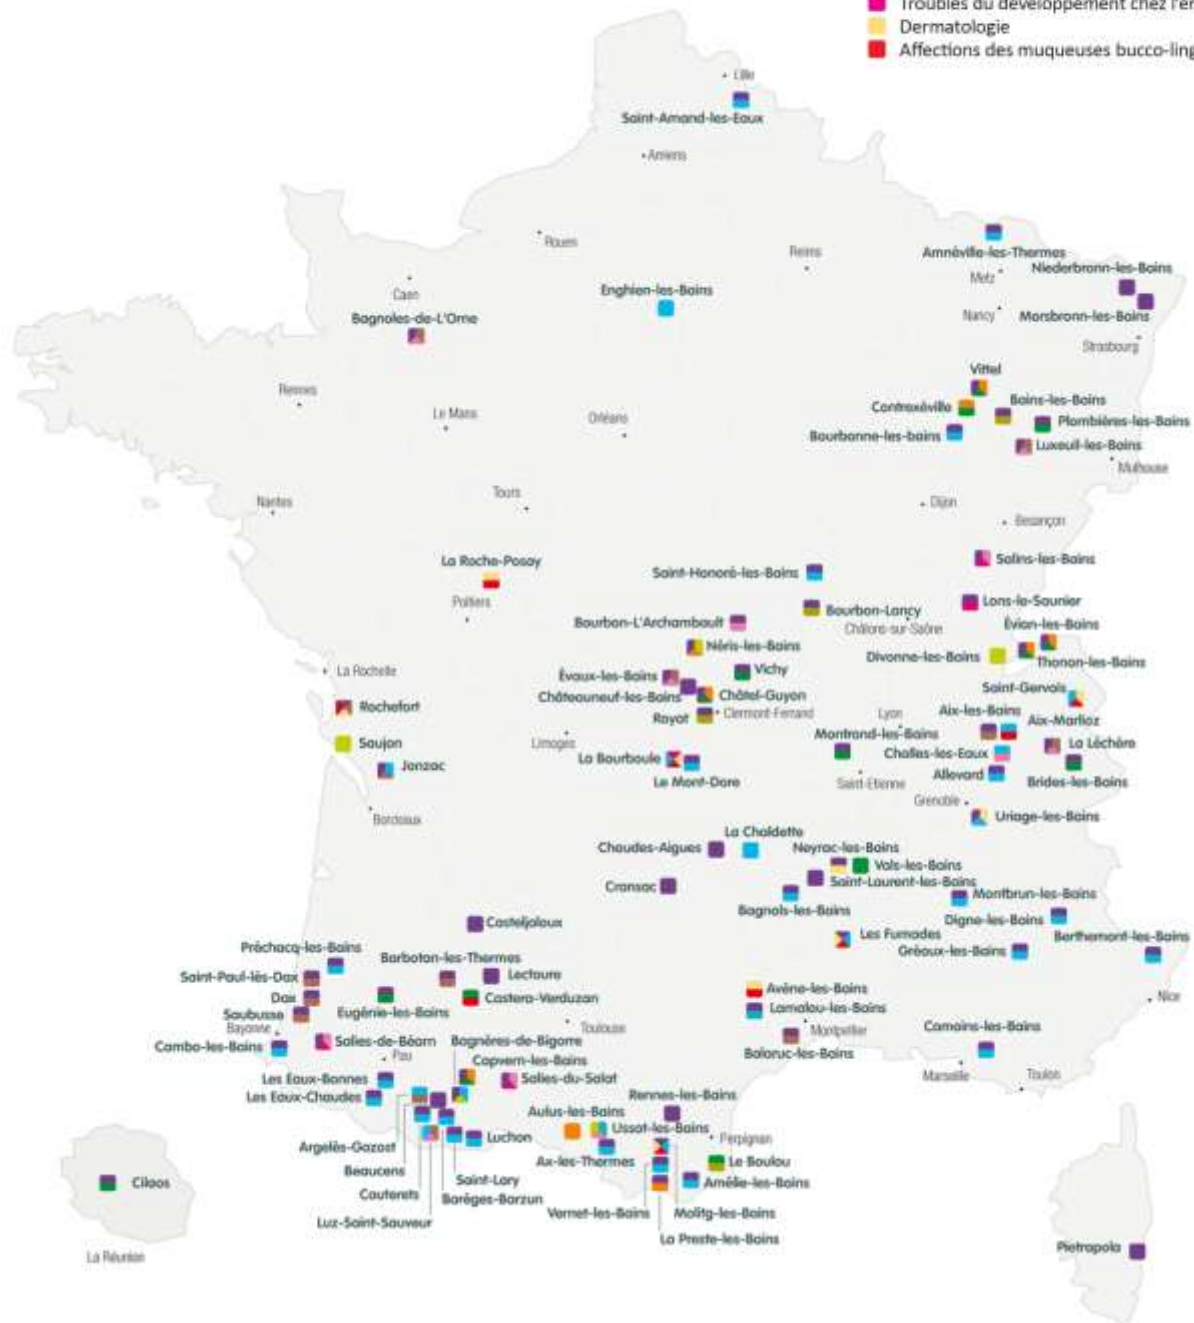 Troubles du développement chez l'en
Dermatologie
Affections des muqueuses bucco-ling
Lille
Saint-Amand-les-Eaux
Amiens
Rouen
Reims
Amnéville-les-Thermes
Metz
Niederbronn-les-Bains
Caen
Enghien-les-Bains
Nancy
Morsbronn-les-Bains
Bagnoles-de-L'Orne
Strasbourg
Vittel
Rennes
Contrexéville
Bains-les-Bains
Le Mans
Orléans
Plombières-les-Bains
Bourbonne-les-bains
Luxeuil-les-Bains
Mulhouse
Nantes
Tours
Dijon
Besançon
La Roche-Posay
Salins-les-Bains
Saint-Honoré-les-Bains
Poitiers
Lons-le-Saunier
Bourbon-Lancy
Bourbon-L'Archambault
Châlons-sur-Saône
Évian-les-Bains
Néris-les-Bains
Divonne-les-Bains
Thonon-les-Bains
La Rochelle
Évaux-les-Bains
Vichy
Saint-Gervais
Châteauneuf-les-Bains
Châtel-Guyon
Rochefort
Royat
Clermont-Ferrand
Lyon
Aix-les-Bains
Aix-Marlioz
Saujon
Limoges
Montrond-les-Bains
La Léchère
Jonzac
La Bourboule
Challes-les-Eaux
Le Mont-Dore
Saint-Etienne
Allevard
Brides-les-Bains
Grenoble
Bordeaux
Uriage-les-Bains
La Chaldette
Chaudes-Aigues
Neyrac-les-Bains
Vals-les-Bains
Cransac
Saint-Laurent-les-Bains
Montbrun-les-Bains
Bagnols-les-Bains
Digne-les-Bains
Casteljaloux
Les Fumades
Berthemont-les-Bains
Préchacq-les-Bains
Gréoux-les-Bains
Barbotan-les-Thermes
Saint-Paul-lès-Dax
Lectoure
Avène-les-Bains
Dax
Castera-Verduzan
Nice
Saubusse
Eugénie-les-Bains
Lamalou-les-Bains
Bayonne
Toulouse
Montpellier
Camoins-les-Bains
Cambo-les-Bains
Salies-de-Béarn
Bagnères-de-Bigorre
Balaruc-les-Bains
Pau
Capvern-les-Bains
Marseille
Toulon
Les Eaux-Bonnes
Salies-du-Salat
Les Eaux-Chaudes
Rennes-les-Bains
Aulus-les-Bains
Ussat-les-Bains
Perpignan
Argelès-Gazost
Luchon
Ax-les-Thermes
Le Boulou
Beaucens
Saint-Lary
Amélie-les-Bains
Cilaos
Cauterets
Barèges-Barzun
Vernet-les-Bains
Molitg-les-Bains
Luz-Saint-Sauveur
La Preste-les-Bains
Pietrapola
La Réunion